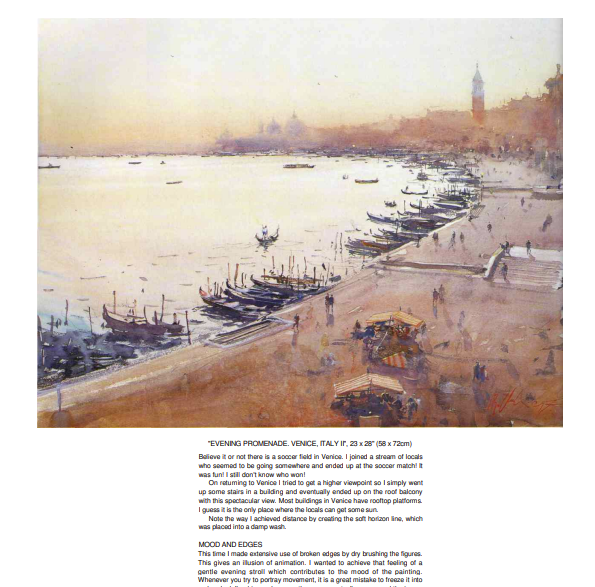 "EVENING PROMENADE. VENICE, ITALY II", 23 x 28" (58 x 72cm)
Believe it or not there is a soccer field in Venice. I joined a stream of locals
who seemed to be going somewhere and ended up at the soccer match! It
was fun! I still don't know who won!
On returning to Venice I tried to get a higher viewpoint so I simply went
up some stairs in a building and eventually ended up on the roof balcony
with this spectacular view. Most buildings in Venice have rooftop platforms.
I guess it is the only place where the locals can get some sun.
Note the way I achieved distance by creating the soft horizon line, which
was placed into a damp wash.
MOOD AND EDGES
This time I made extensive use of broken edges by dry brushing the figures.
This gives an illusion of animation. I wanted to achieve that feeling of a
gentle evening stroll which contributes to the mood of the painting.
Whenever you try to portray movement, it is a great mistake to freeze it into